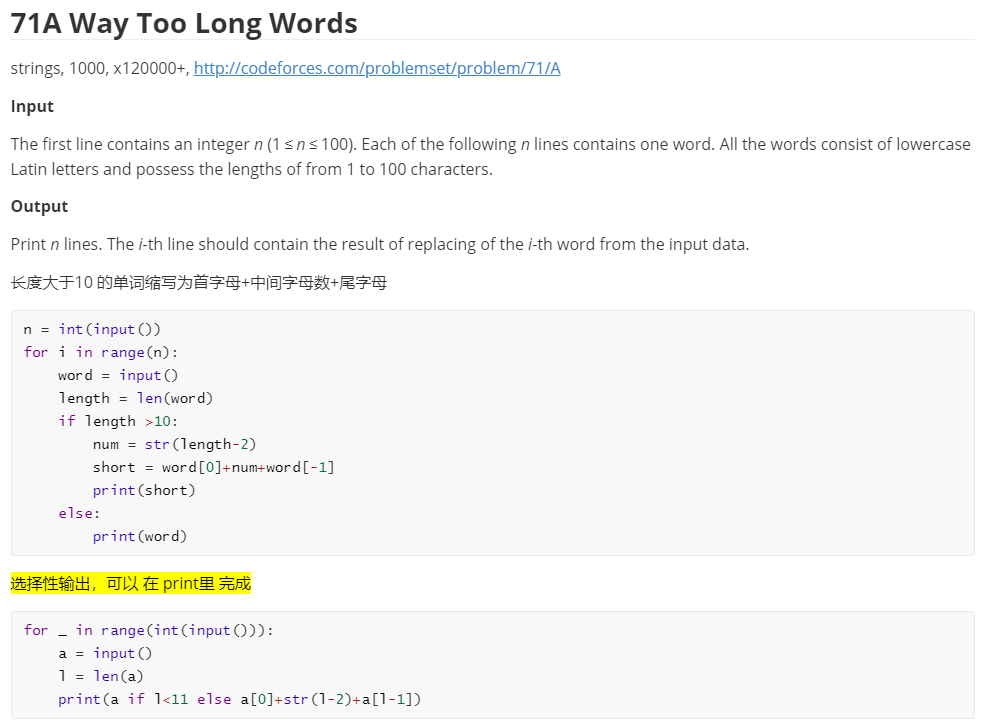 71A Way Too Long Words
strings, 1000, x120000+, http://codeforces.com/problemset/problem/71/A
Input
The first line contains an integer n (1 ≤ n ≤ 100). Each of the following n lines contains one word. All the words consist of lowercase
Latin letters and possess the lengths of from 1 to 100 characters.
Output
Print n lines. The i-th line should contain the result of replacing of the i-th word from the input data.
长度大于10 的单词缩写为首字母+中间字母数+尾字母
n = int(input())
for i in range(n):
    word = input()
    length = len(word)
    if length >10:
        num = str(length-2)
        short = word[0]+num+word[-1]
        print(short)
    else:
        print(word)
选择性输出，可以 在 print里 完成
for _ in range(int(input())):
    a = input()
    l = len(a)
    print(a if l<11 else a[0]+str(l-2)+a[l-1])